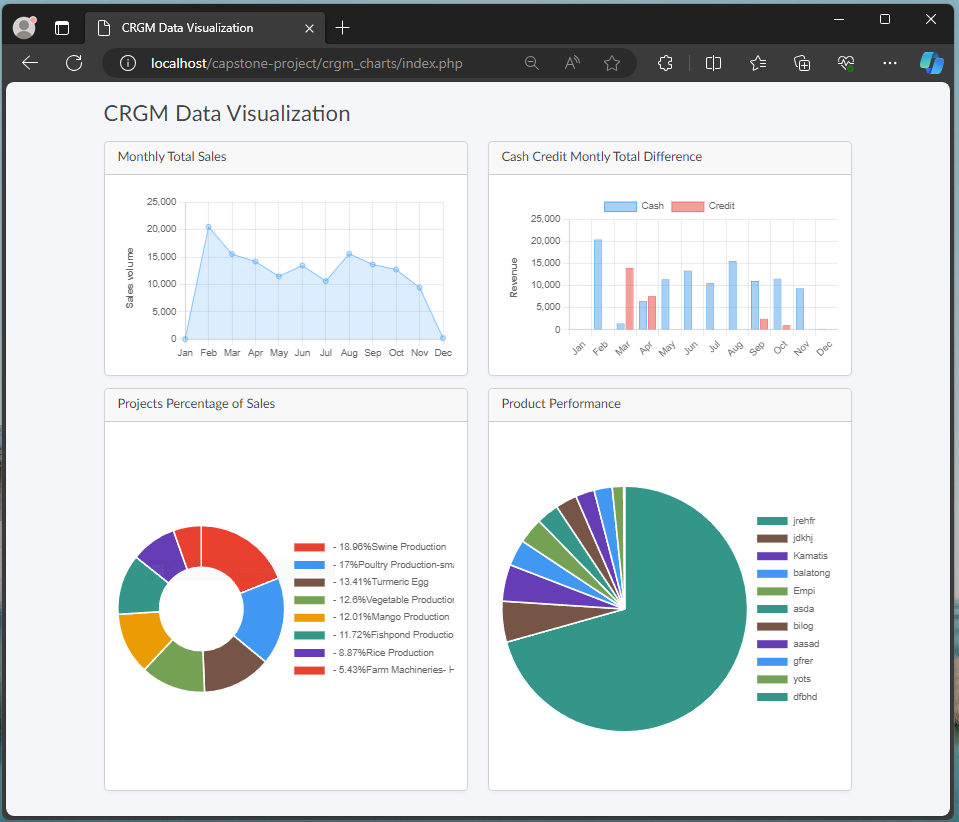 CRGM Data Visualization
localhost/capstone-project/crgm_charts/index.php
CRGM Data Visualization
Monthly Total Sales
25,000
20,000
15,000
10,000
5,000
0
Sales volume
Jan Feb Mar Apr May Jun Jul Aug Sep Oct Nov Dec
Cash Credit Montly Total Difference
Cash Credit
25,000
20,000
15,000
10,000
5,000
0
Revenue
Jan Feb Mar Apr May Jun Jul Aug Sep Oct Nov Dec
Projects Percentage of Sales
- 18.96%Swine Production
- 17%Poultry Production-sma
- 13.41%Turmeric Egg
- 12.6%Vegetable Production
- 12.01%Mango Production
- 11.72%Fishpond Productio
- 8.87%Rice Production
- 5.43%Farm Machineries- H
Product Performance
jrehfr
jdkhj
Kamatis
balatong
Empi
asda
bilog
aasad
gfrer
yots
dfbhd